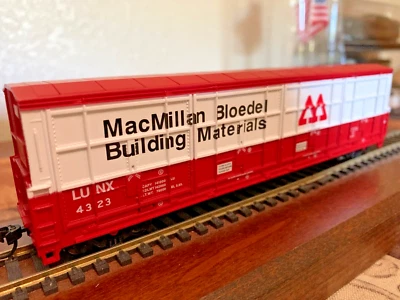 MacMillan Bloedel
Building Materials
LUNX
4323